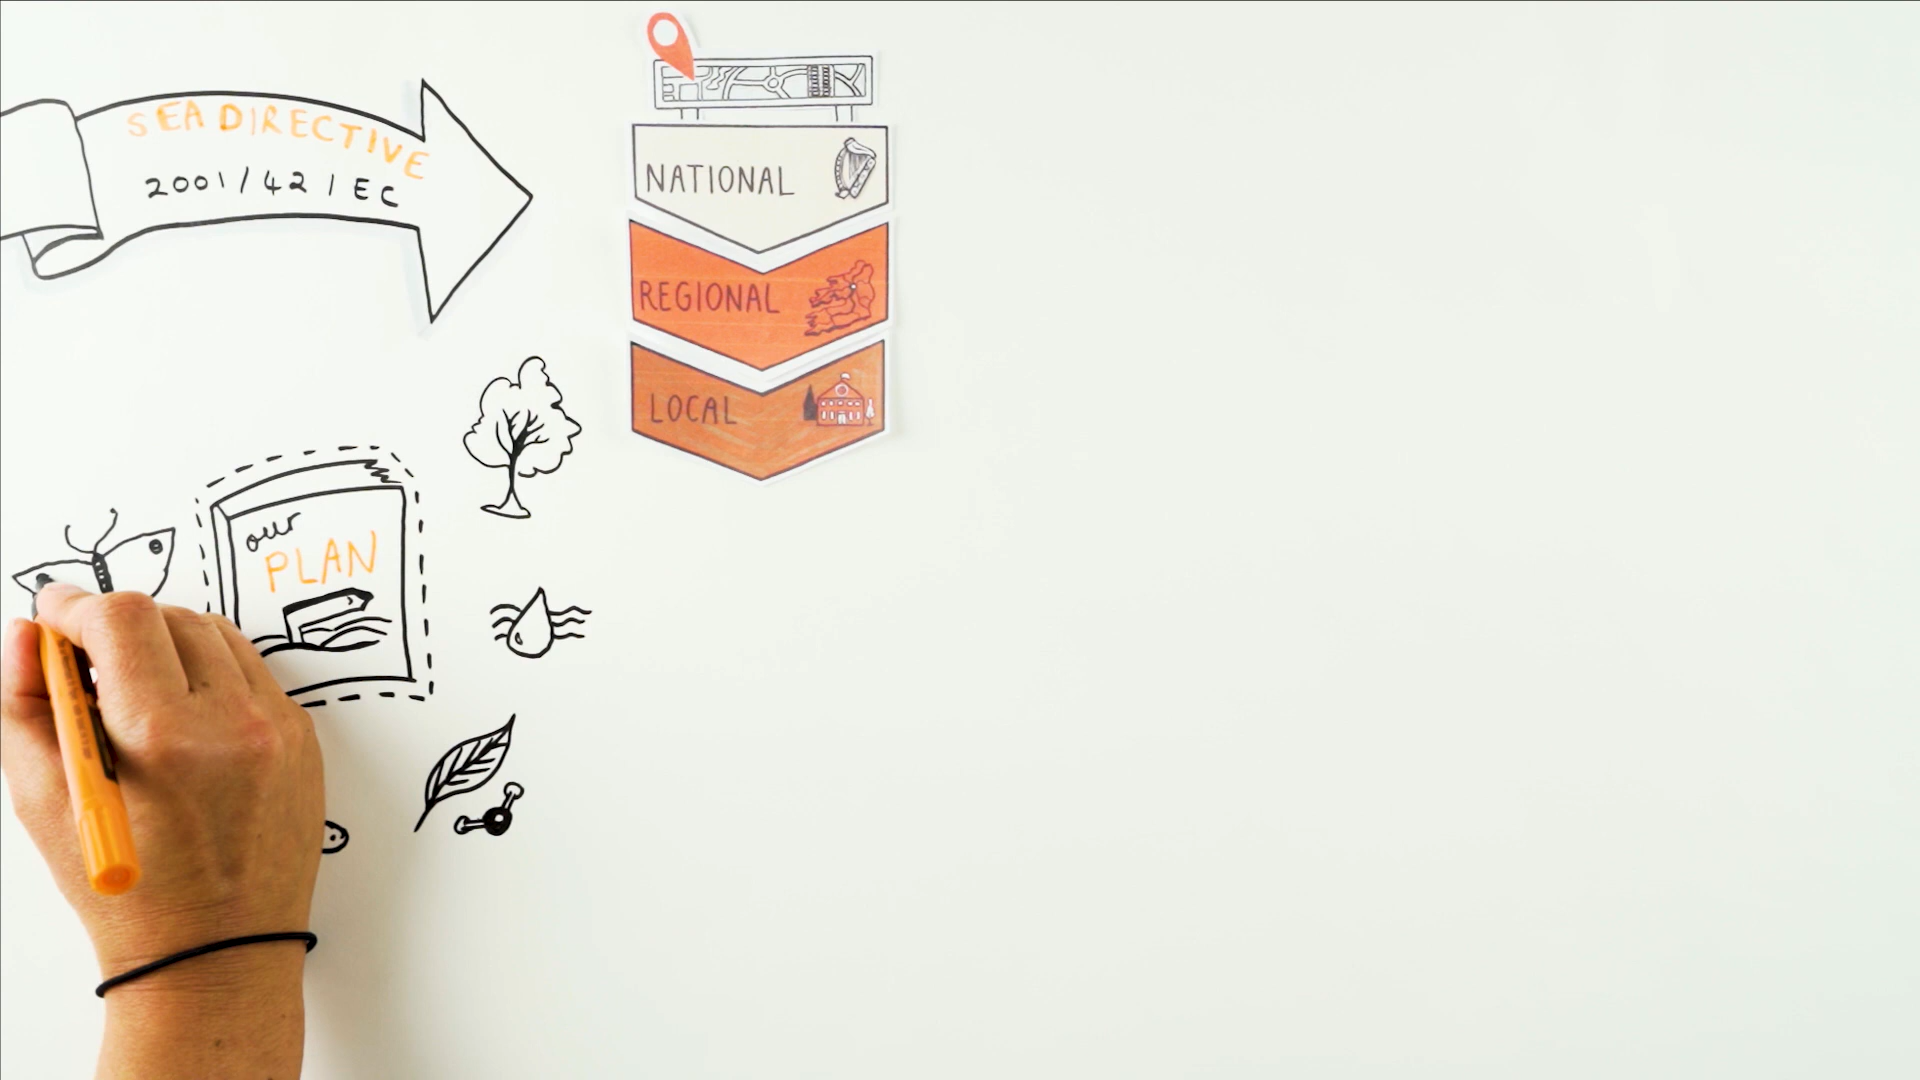 SEA DIRECTIVE
2001/42/EC
NATIONAL
REGIONAL
LOCAL
our
PLAN